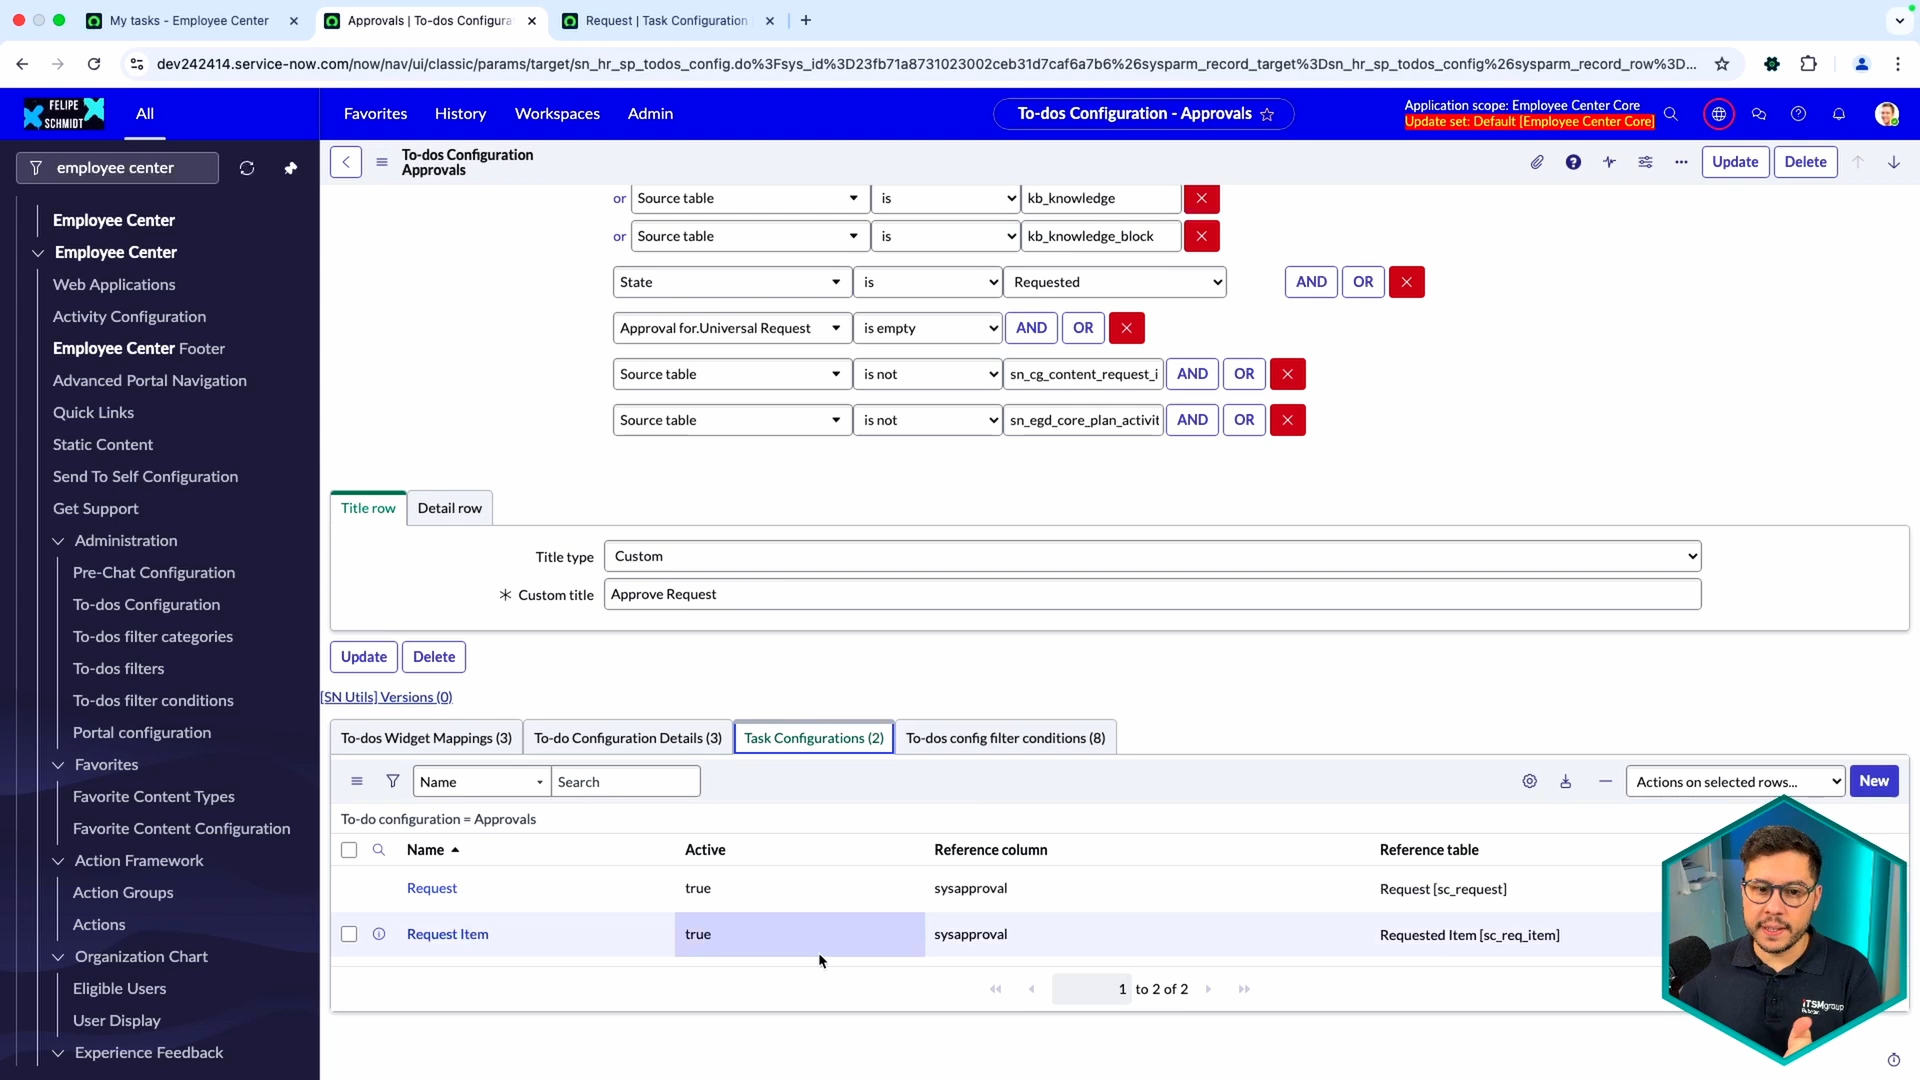 My tasks - Employee Center
Approvals | To-dos Configura
Request | Task Configuration
dev242414.service-now.com/now/nav/ui/classic/params/target/sn_hr_sp_todos_config.do%3Fsys_id%3D23fb71a8731023002ceb31d7caf6a7b6%26sysparm_record_target%3Dsn_hr_sp_todos_config%26sysparm_record_row%3D...
FELIPE
SCHMIDT
All
Favorites
History
Workspaces
Admin
To-dos Configuration - Approvals
Application scope: Employee Center Core
Update set: Default [Employee Center Core]
employee center
To-dos Configuration
Approvals
Update
Delete
Employee Center
Employee Center
Web Applications
Activity Configuration
Employee Center Footer
Advanced Portal Navigation
Quick Links
Static Content
Send To Self Configuration
Get Support
Administration
Pre-Chat Configuration
To-dos Configuration
To-dos filter categories
To-dos filters
To-dos filter conditions
Portal configuration
Favorites
Favorite Content Types
Favorite Content Configuration
Action Framework
Action Groups
Actions
Organization Chart
Eligible Users
User Display
Experience Feedback
or Source table is kb_knowledge
or Source table is kb_knowledge_block
State is Requested AND OR
Approval for.Universal Request is empty AND OR
Source table is not sn_cg_content_request_i AND OR
Source table is not sn_egd_core_plan_activit AND OR
Title row
Detail row
Title type Custom
Custom title Approve Request
Update
Delete
[SN Utils] Versions (0)
To-dos Widget Mappings (3)
To-do Configuration Details (3)
Task Configurations (2)
To-dos config filter conditions (8)
Name
Search
Actions on selected rows...
New
To-do configuration = Approvals
Name Active Reference column Reference table
Request true sysapproval Request [sc_request]
Request Item true sysapproval Requested Item [sc_req_item]
1 to 2 of 2
iTSMgroup